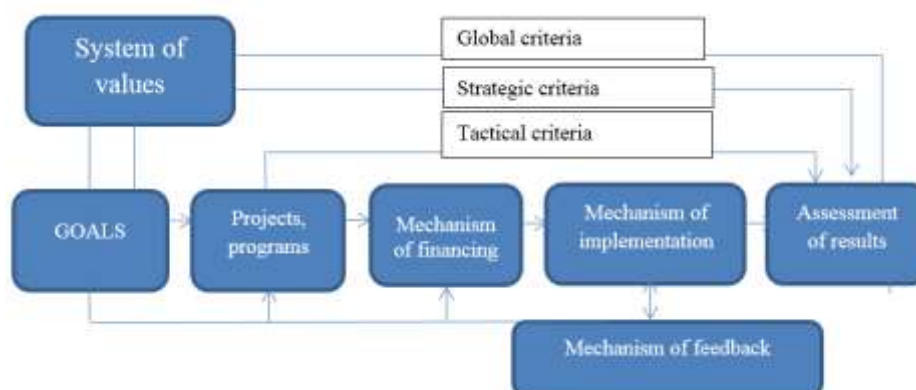 System of
values
Global criteria
Strategic criteria
Tactical criteria
GOALS
Projects,
programs
Mechanism
of financing
Mechanism of
implementation
Assessment
of results
Mechanism of feedback